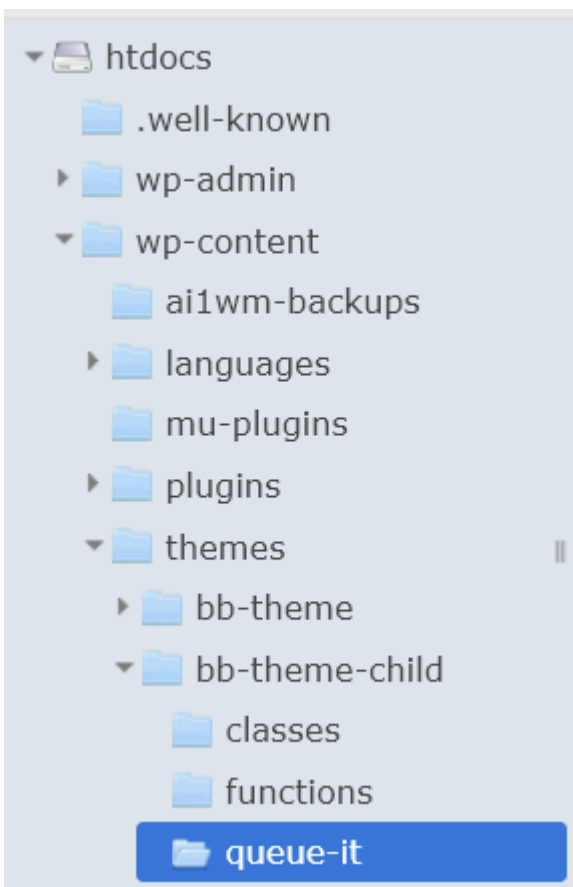 htdocs
.well-known
wp-admin
wp-content
ai1wm-backups
languages
mu-plugins
plugins
themes
bb-theme
bb-theme-child
classes
functions
queue-it